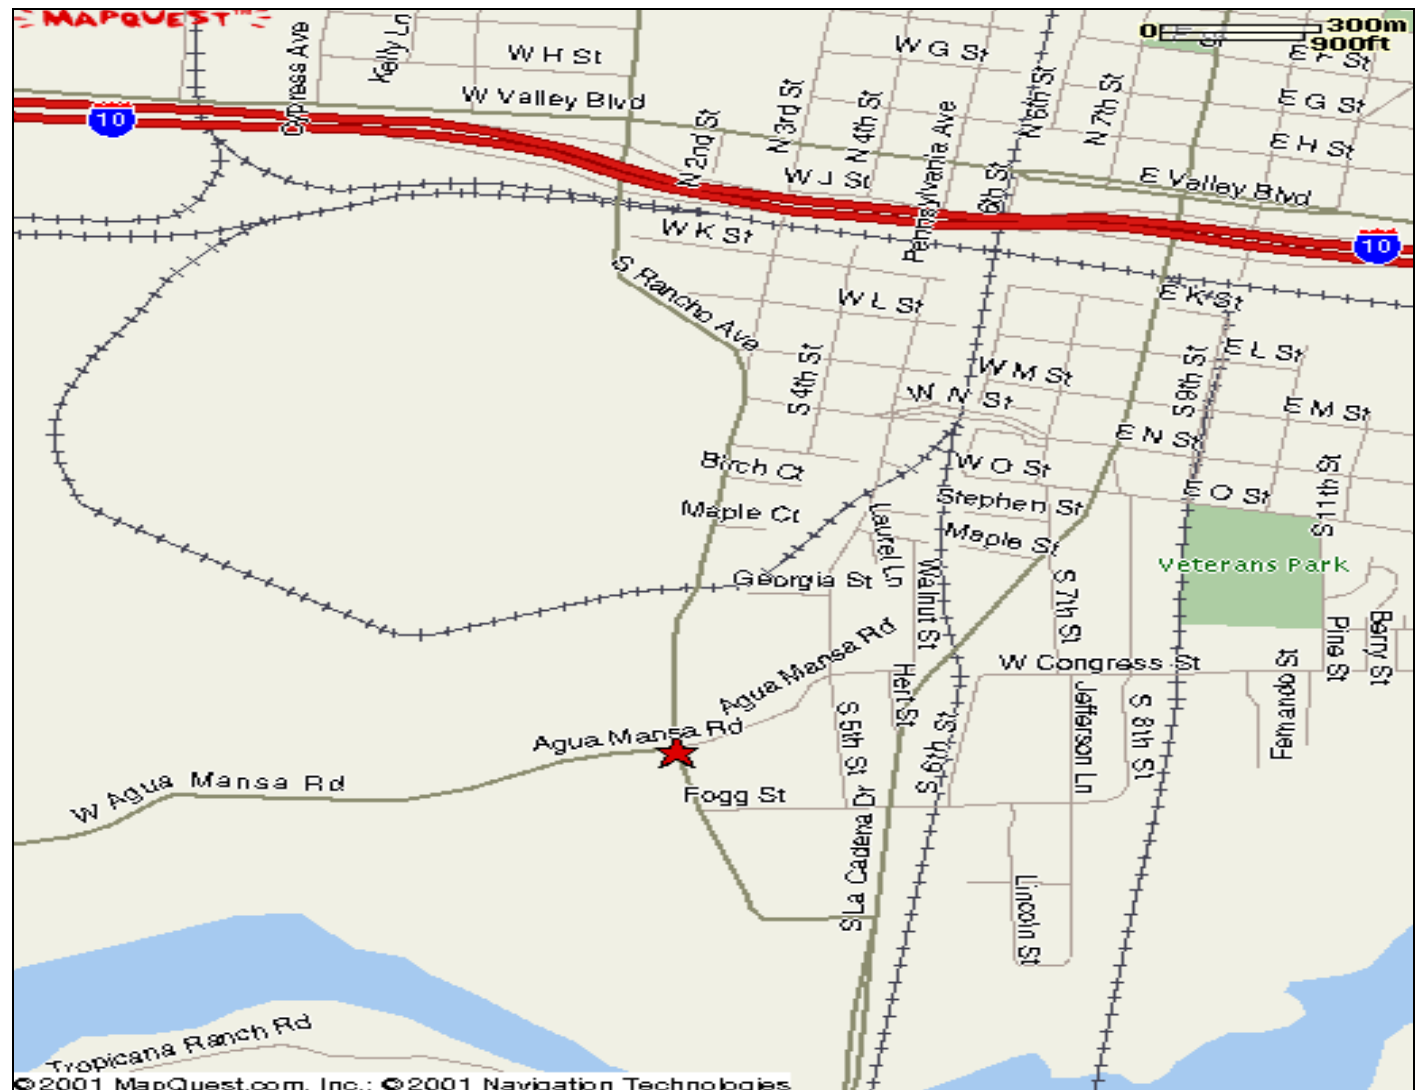 MAPQUEST
0 300m
900ft
Cypress Ave
Kelly Ln
W H St
W G St
E F St
W Valley Blvd
N 3rd St
N 4th St
N 6th St
N 7th St
E G St
E H St
10
N 2nd St
W J St
Pennsylvania Ave
6th St
E Valley Blvd
W K St
10
S Rancho Ave
W L St
E K St
S 4th St
W M St
S 9th St
E L St
W N St
E M St
E N St
Birch Ct
W O St
S 11th St
Maple Ct
Stephen St
E O St
Laurel Ln
Maple St
Veterans Park
Georgia St
Walnut St
S 7th St
Agua Mansa Rd
W Congress St
Pine St
Berry St
Hert St
Fernando St
Agua Mansa Rd
S 5th St
S 6th St
Jefferson Ln
S 8th St
W Agua Mansa Rd
Fogg St
S La Cadena Dr
Lincoln St
Tropicana Ranch Rd
©2001 MapQuest.com, Inc.; ©2001 Navigation Technologies